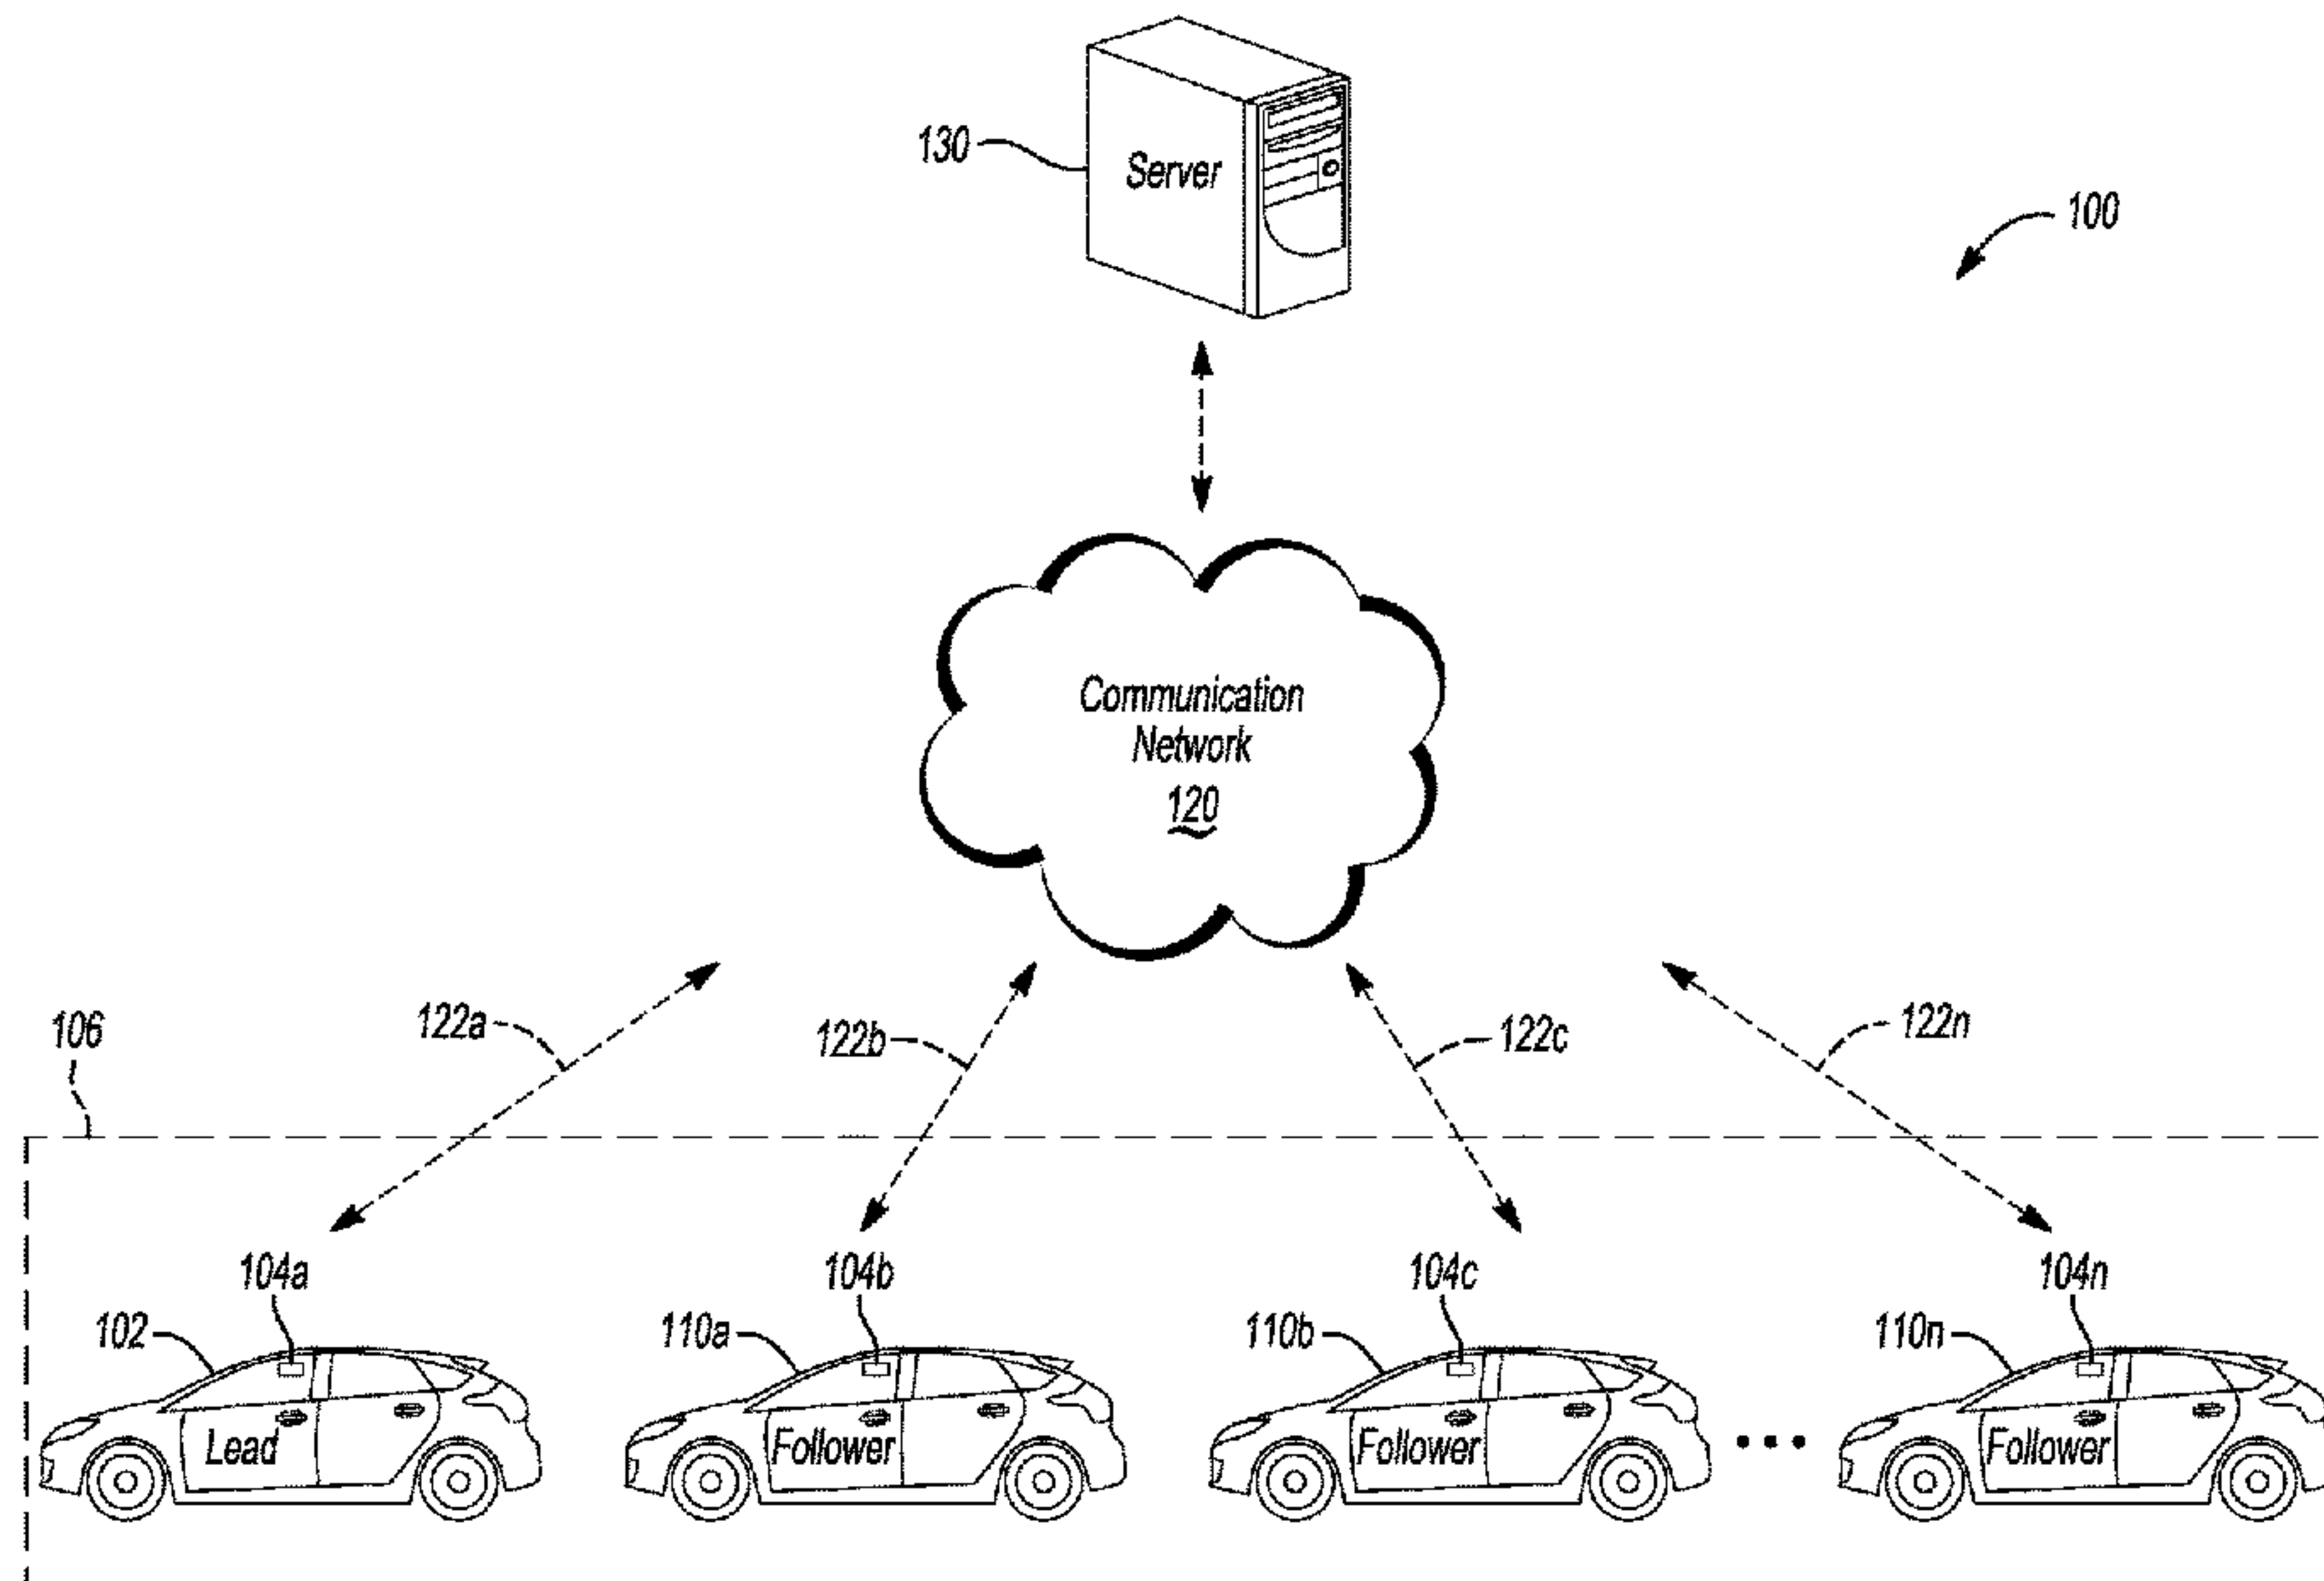 130
Server
100
Communication
Network
120
106
122a
122b
122c
122n
104a
104b
104c
104n
102
110a
110b
110n
Lead
Follower
Follower
Follower